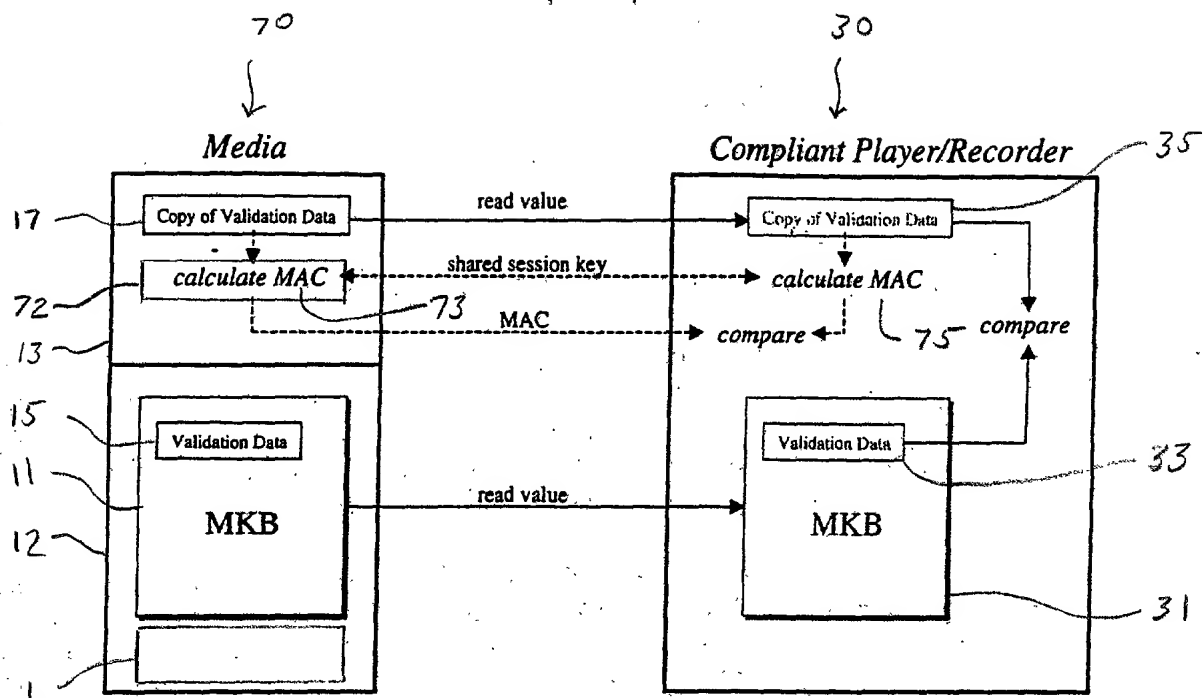 70
30
Media
Compliant Player/Recorder
35
17
Copy of Validation Data
read value
Copy of Validation Data
72
calculate MAC
73
shared session key
calculate MAC
75
MAC
compare
compare
13
15
Validation Data
Validation Data
33
11
MKB
read value
MKB
12
31